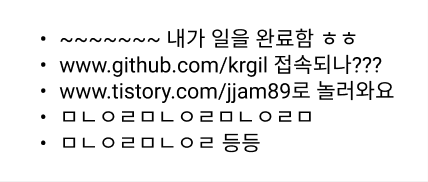 • ~~~~~~~ 내가 일을 완료함 ㅎㅎ
• www.github.com/krgil 접속되나???
• www.tistory.com/jjam89로 놀러와요
• ㅁㄴㅇㄹㅁㄴㅇㄹㅁㄴㅇㄹㅁ
• ㅁㄴㅇㄹㅁㄴㅇㄹ 등등